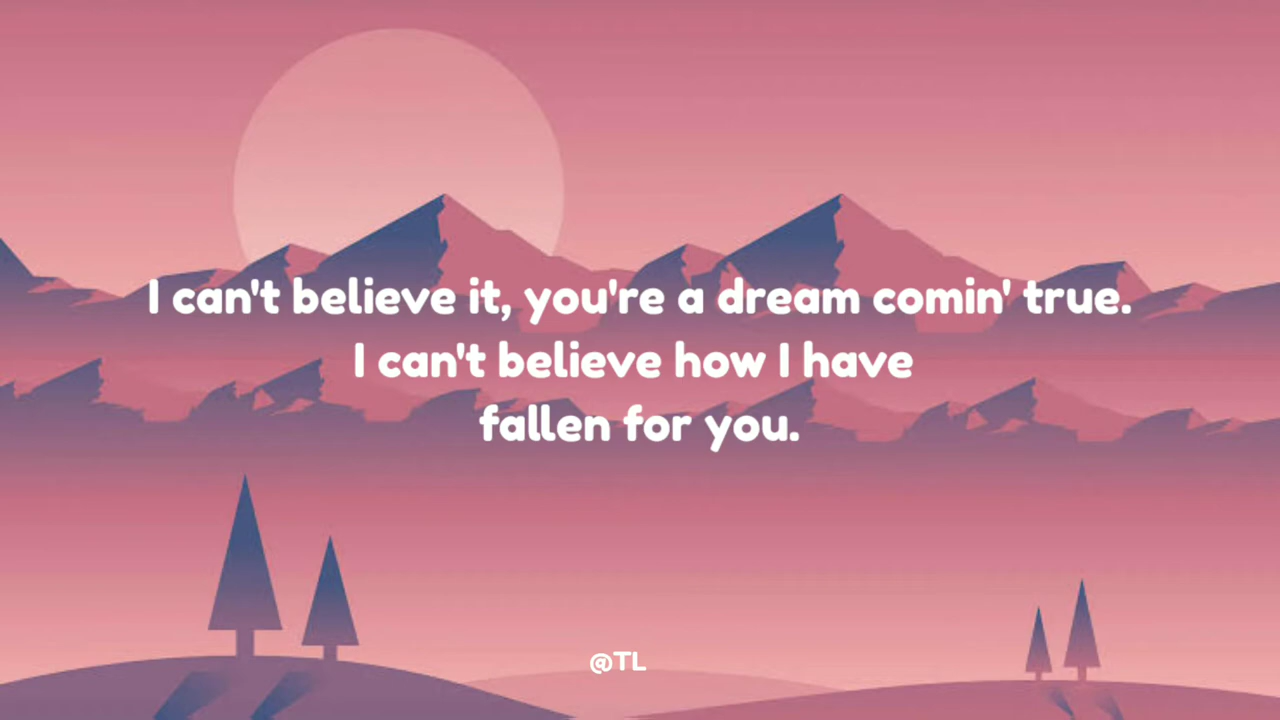 I can't believe it, you're a dream comin' true.
I can't believe how I have
fallen for you.
@TL